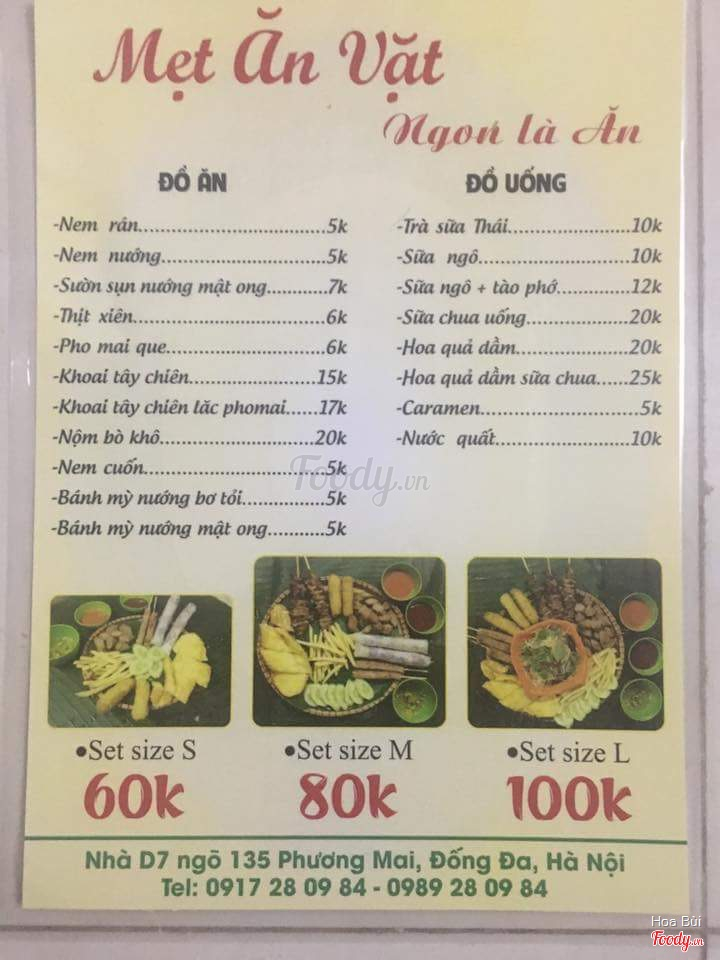 Mẹt Ăn Vặt
Ngon là Ăn
ĐỒ ĂN
-Nem rán.....................................5k
-Nem nướng................................5k
-Sườn sụn nướng mật ong..........7k
-Thịt xiên......................................6k
-Pho mai que................................6k
-Khoai tây chiên.........................15k
-Khoai tây chiên lắc phomai......17k
-Nộm bò khô..............................20k
-Nem cuốn...................................5k
-Bánh mỳ nướng bơ tỏi...............5k
-Bánh mỳ nướng mật ong...........5k
ĐỒ UỐNG
-Trà sữa Thái........................10k
-Sữa ngô..............................10k
-Sữa ngô + tào phớ..............12k
-Sữa chua uống....................20k
-Hoa quả dầm......................20k
-Hoa quả dầm sữa chua......25k
-Caramen..............................5k
-Nước quất..........................10k
Foody.vn
•Set size S
60k
•Set size M
80k
•Set size L
100k
Nhà D7 ngõ 135 Phương Mai, Đống Đa, Hà Nội
Tel: 0917 28 09 84 - 0989 28 09 84
Hoa Bùi
Foody.vn